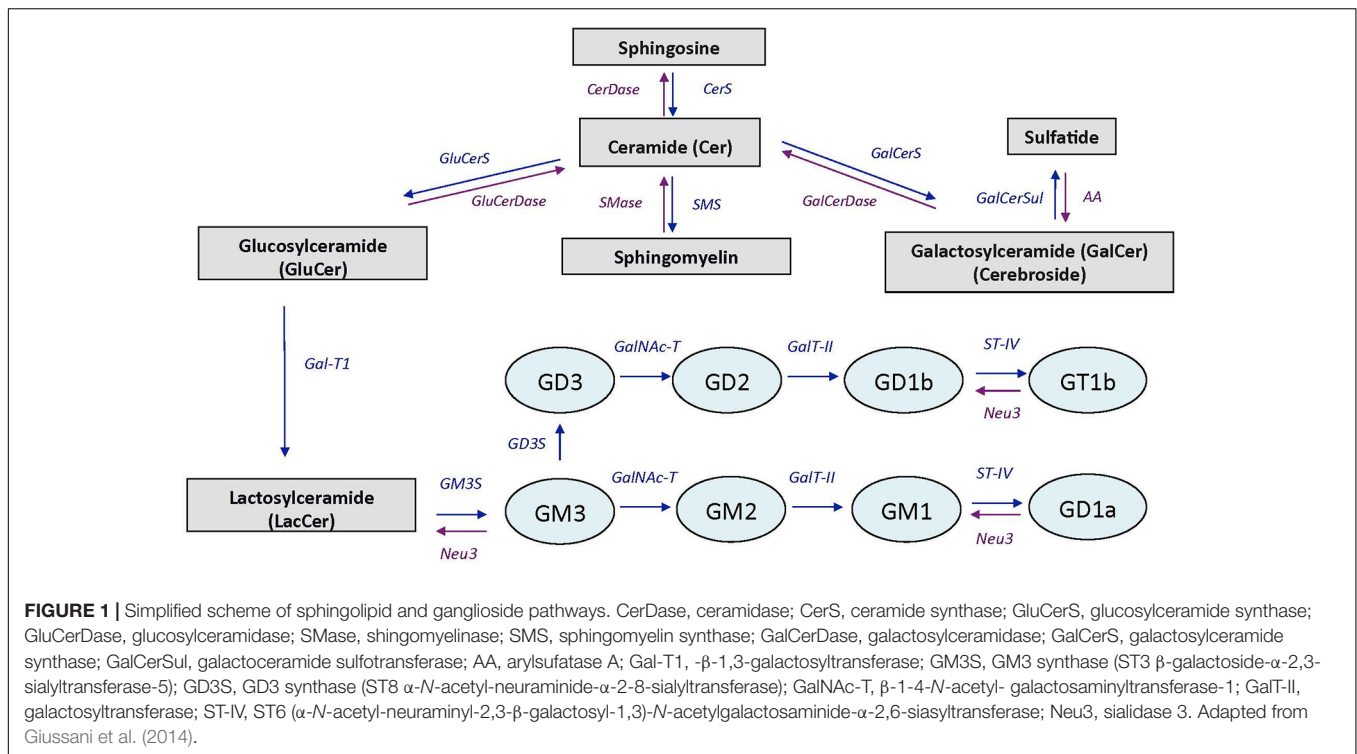 Sphingosine
CerDase
CerS
Ceramide (Cer)
Sulfatide
GluCerS
GluCerDase
SMase
SMS
GalCerS
GalCerDase
GalCerSul
AA
Glucosylceramide
(GluCer)
Sphingomyelin
Galactosylceramide (GalCer)
(Cerebroside)
Gal-T1
GD3
GalNAc-T
GD2
GalT-II
GD1b
ST-IV
Neu3
GT1b
GD3S
Lactosylceramide
(LacCer)
GM3S
Neu3
GM3
GalNAc-T
GM2
GalT-II
GM1
ST-IV
Neu3
GD1a
FIGURE 1 | Simplified scheme of sphingolipid and ganglioside pathways. CerDase, ceramidase; CerS, ceramide synthase; GluCerS, glucosylceramide synthase;
GluCerDase, glucosylceramidase; SMase, shingomyelinase; SMS, sphingomyelin synthase; GalCerDase, galactosylceramidase; GalCerS, galactosylceramide
synthase; GalCerSul, galactoceramide sulfotransferase; AA, arylsufatase A; Gal-T1, -β-1,3-galactosyltransferase; GM3S, GM3 synthase (ST3 β-galactoside-α-2,3-
sialyltransferase-5); GD3S, GD3 synthase (ST8 α-N-acetyl-neuraminide-α-2-8-sialyltransferase); GalNAc-T, β-1-4-N-acetyl- galactosaminyltransferase-1; GalT-II,
galactosyltransferase; ST-IV, ST6 (α-N-acetyl-neuraminyl-2,3-β-galactosyl-1,3)-N-acetylgalactosaminide-α-2,6-siasyltransferase; Neu3, sialidase 3. Adapted from
Giussani et al. (2014).